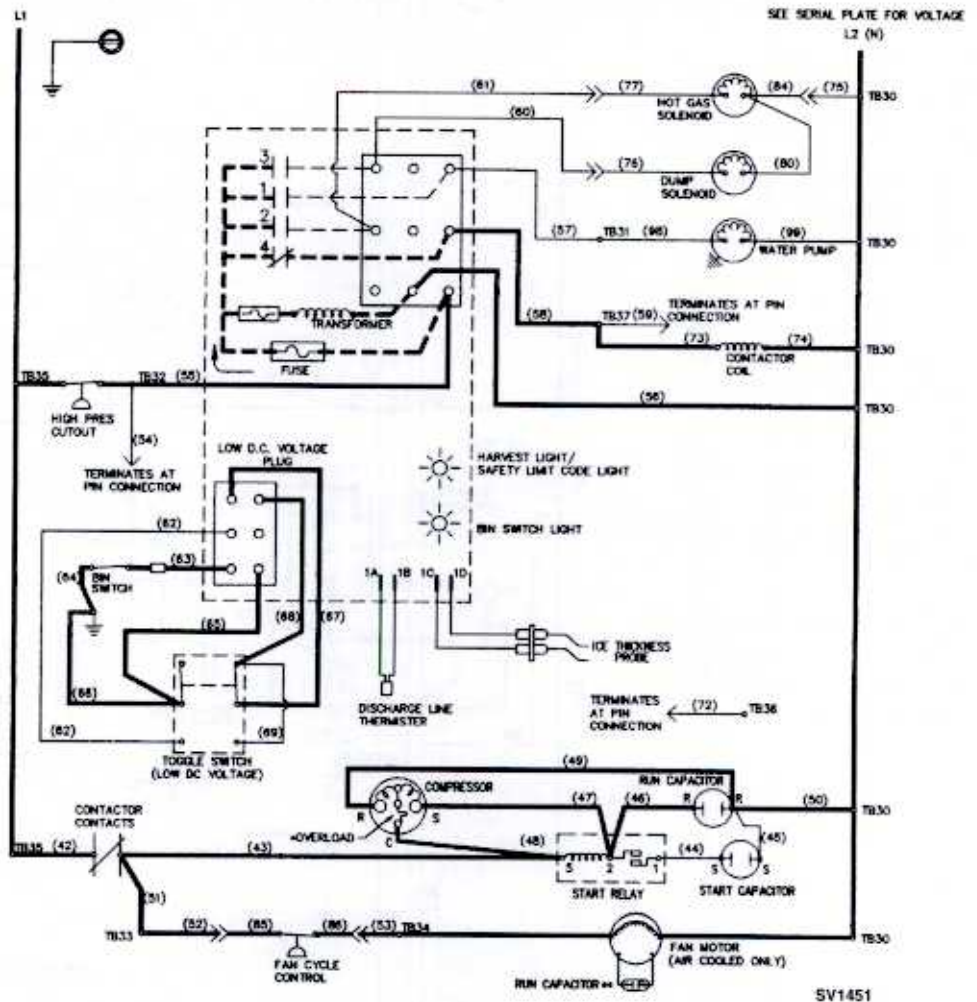 L1
SEE SERIAL PLATE FOR VOLTAGE
L2 (N)
(61)
(77)
(84)
(75)
TB30
HOT GAS
SOLENOID
(60)
(76)
(80)
DUMP
SOLENOID
3
1
2
4
(57)
TB31
(98)
(99)
TB30
WATER PUMP
TRANSFORMER
FUSE
(58)
TB37
(59)
TERMINATES AT PIN
CONNECTION
(73)
(74)
TB30
CONTACTOR
COIL
TB35
TB32
(55)
(56)
TB30
HIGH PRES
CUTOUT
(54)
TERMINATES AT
PIN CONNECTION
LOW D.C. VOLTAGE
PLUG
HARVEST LIGHT/
SAFETY LIMIT CODE LIGHT
BIN SWITCH LIGHT
(62)
(63)
(64)
BIN
SWITCH
1A
1B
1C
1D
(65)
(68)
(67)
ICE THICKNESS
PROBE
(66)
(62)
(69)
TOGGLE SWITCH
(LOW DC VOLTAGE)
DISCHARGE LINE
THERMISTER
TERMINATES
AT PIN
CONNECTION
(72)
TB36
(49)
COMPRESSOR
RUN CAPACITOR
CONTACTOR
CONTACTS
R
S
*OVERLOAD
C
(47)
(46)
R
R
(50)
TB30
TB35
(42)
(43)
(48)
S
2
1
(44)
(45)
S
S
START RELAY
START CAPACITOR
(51)
TB33
(52)
(85)
(86)
(53)
TB34
TB30
FAN CYCLE
CONTROL
FAN MOTOR
(AIR COOLED ONLY)
RUN CAPACITOR**
SV1451